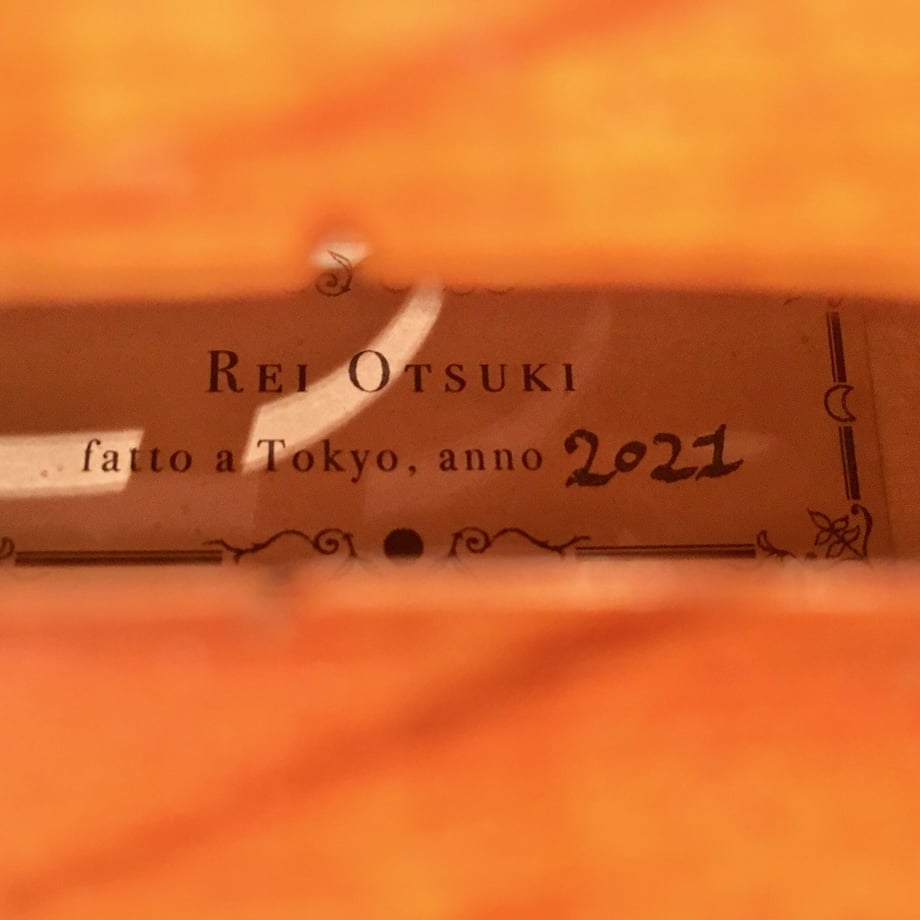 REI OTSUKI
fatto a Tokyo, anno 2021